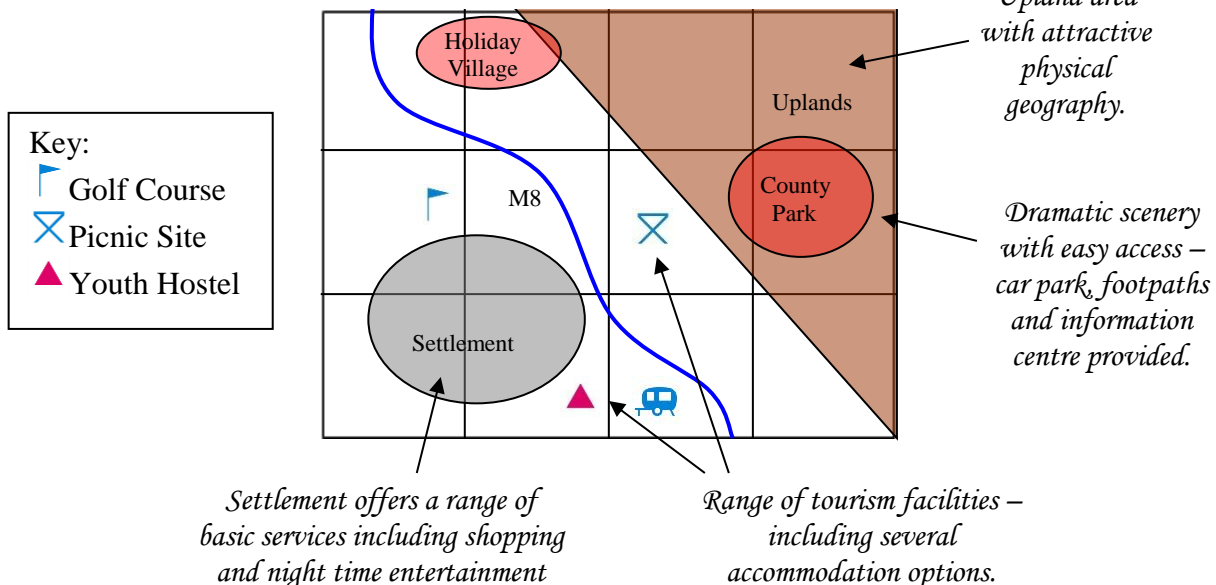 Upland area
with attractive
physical
geography.
Holiday
Village
Uplands
Key:
Golf Course
Picnic Site
Youth Hostel
M8
County
Park
Dramatic scenery
with easy access –
car park, footpaths
and information
centre provided.
Settlement
Settlement offers a range of
basic services including shopping
and night time entertainment
Range of tourism facilities –
including several
accommodation options.